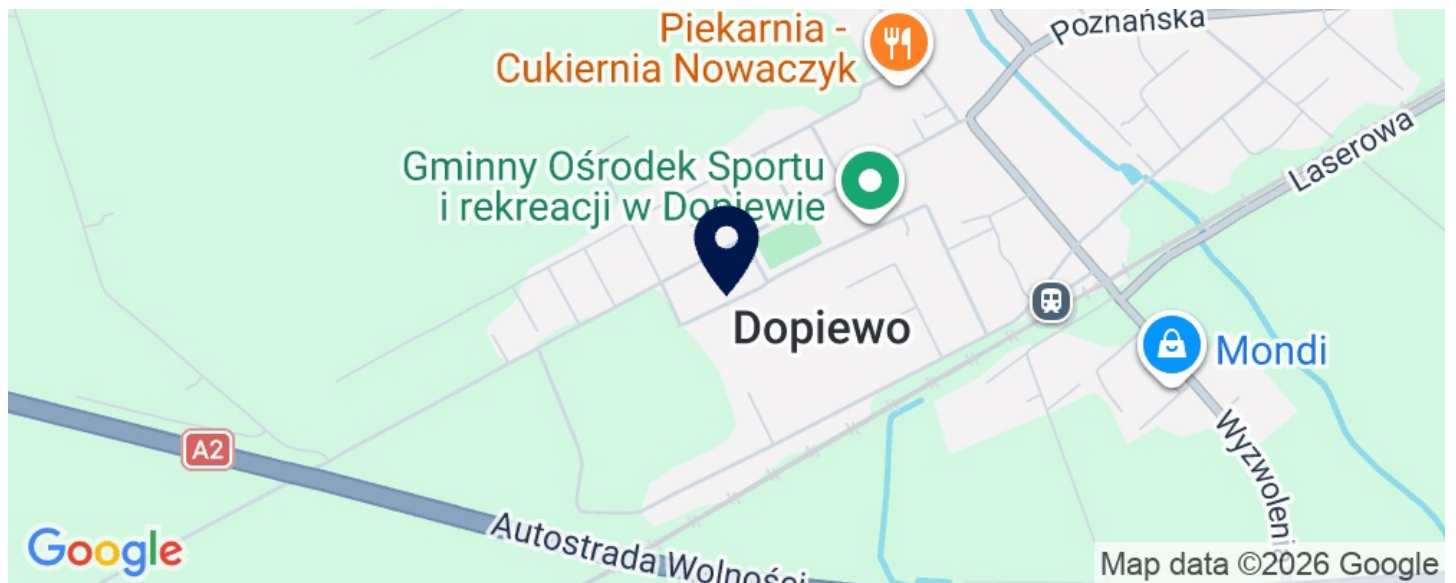 Piekarnia -
Cukiernia Nowaczyk
Poznańska
Gminny Ośrodek Sportu
i rekreacji w Dopiewie
Laserowa
Dopiewo
Mondi
A2
Wyzwolenia
Autostrada Wolności
Google
Map data ©2026 Google